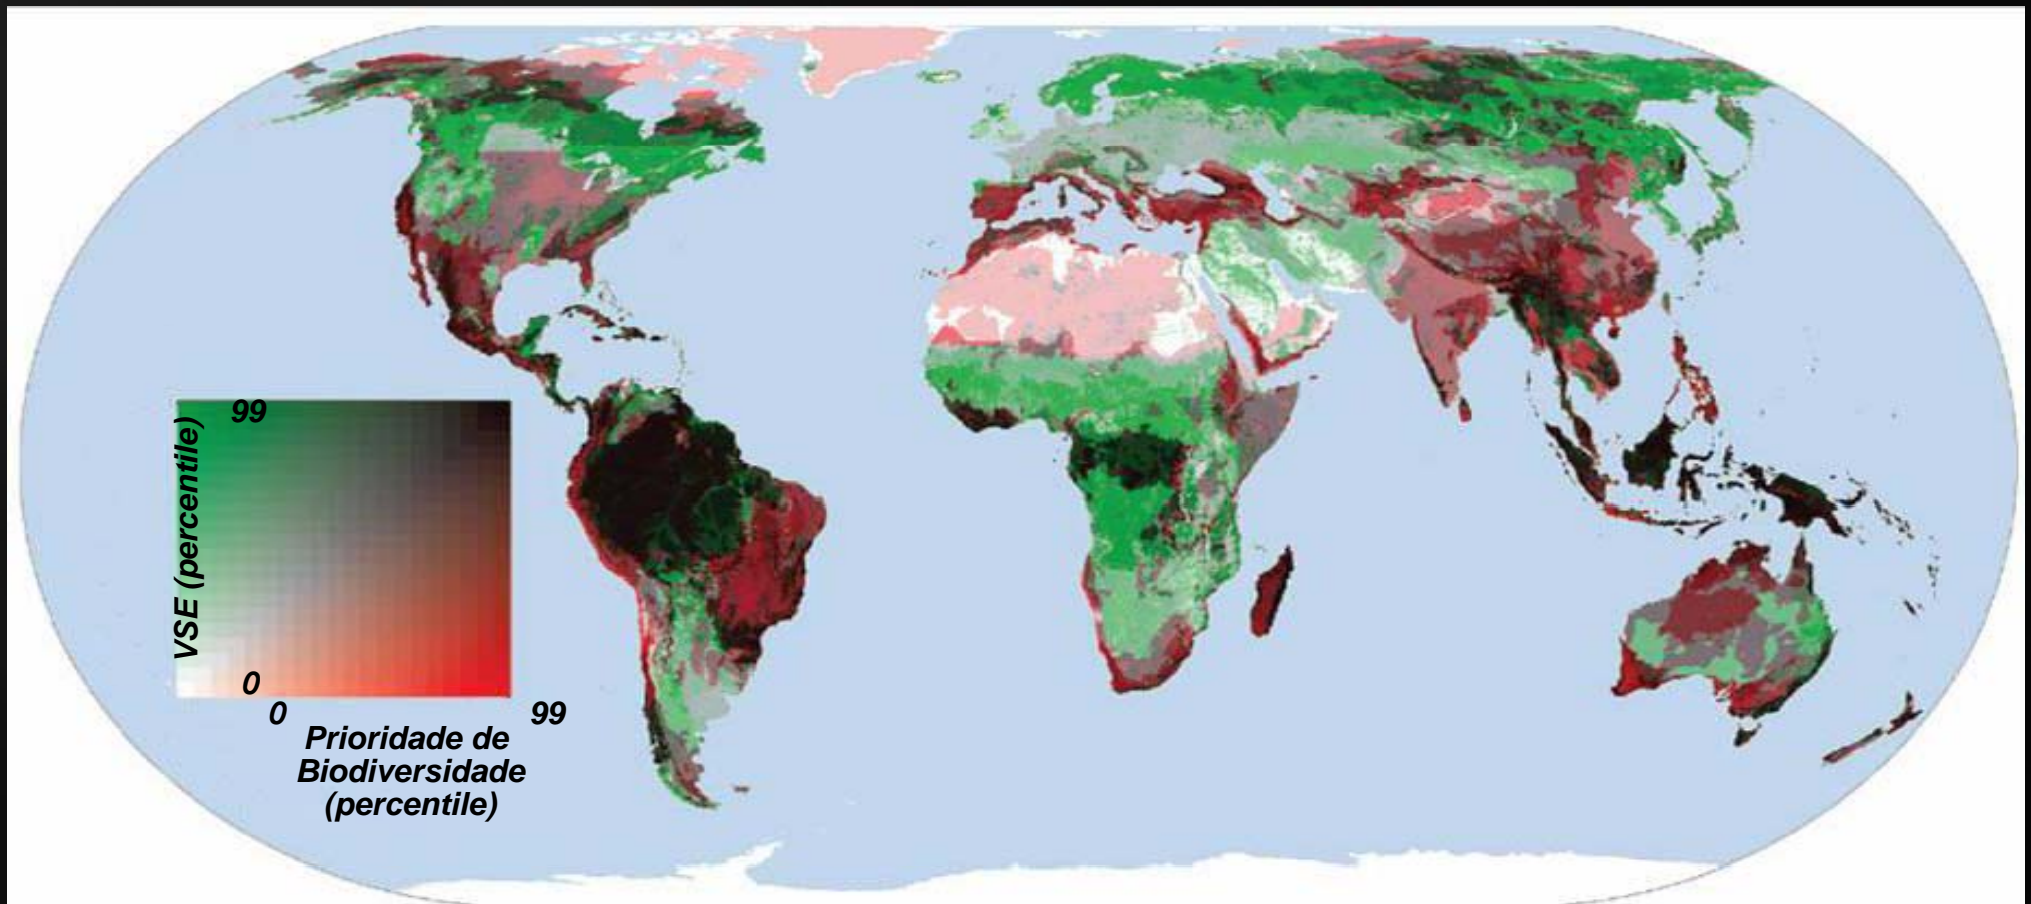 99
VSE (percentile)
0
0
99
Prioridade de
Biodiversidade
(percentile)